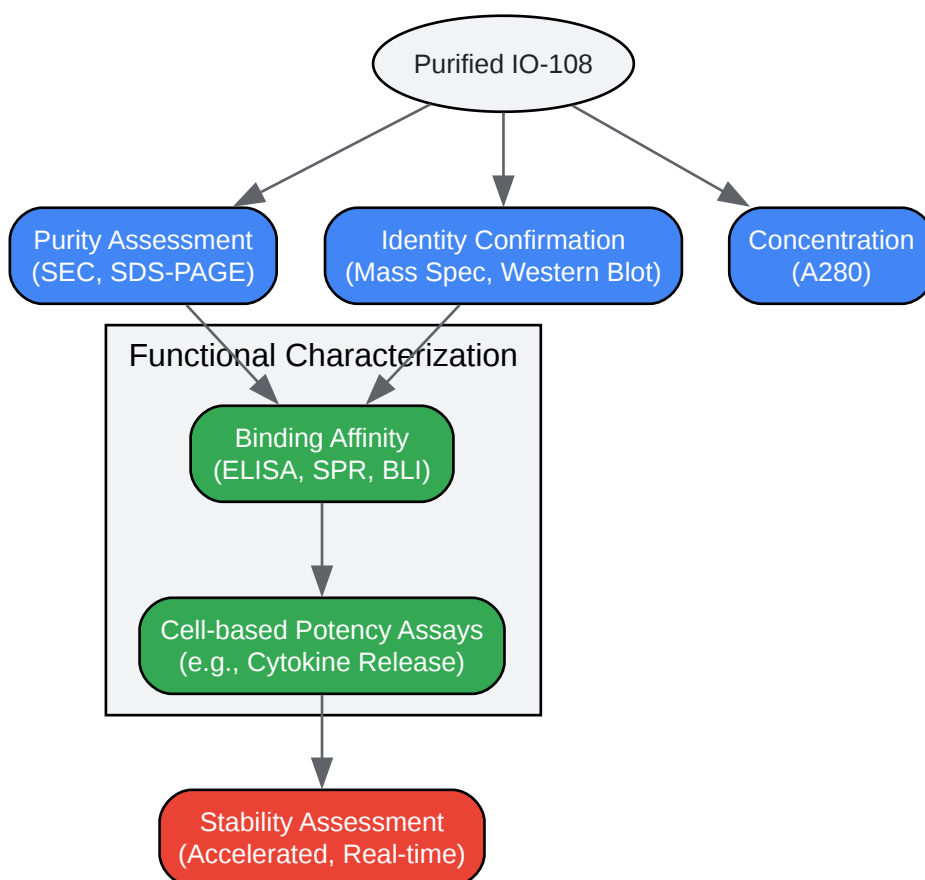 Purified IO-108
Purity Assessment
(SEC, SDS-PAGE)
Identity Confirmation
(Mass Spec, Western Blot)
Concentration
(A280)
Functional Characterization
Binding Affinity
(ELISA, SPR, BLI)
Cell-based Potency Assays
(e.g., Cytokine Release)
Stability Assessment
(Accelerated, Real-time)